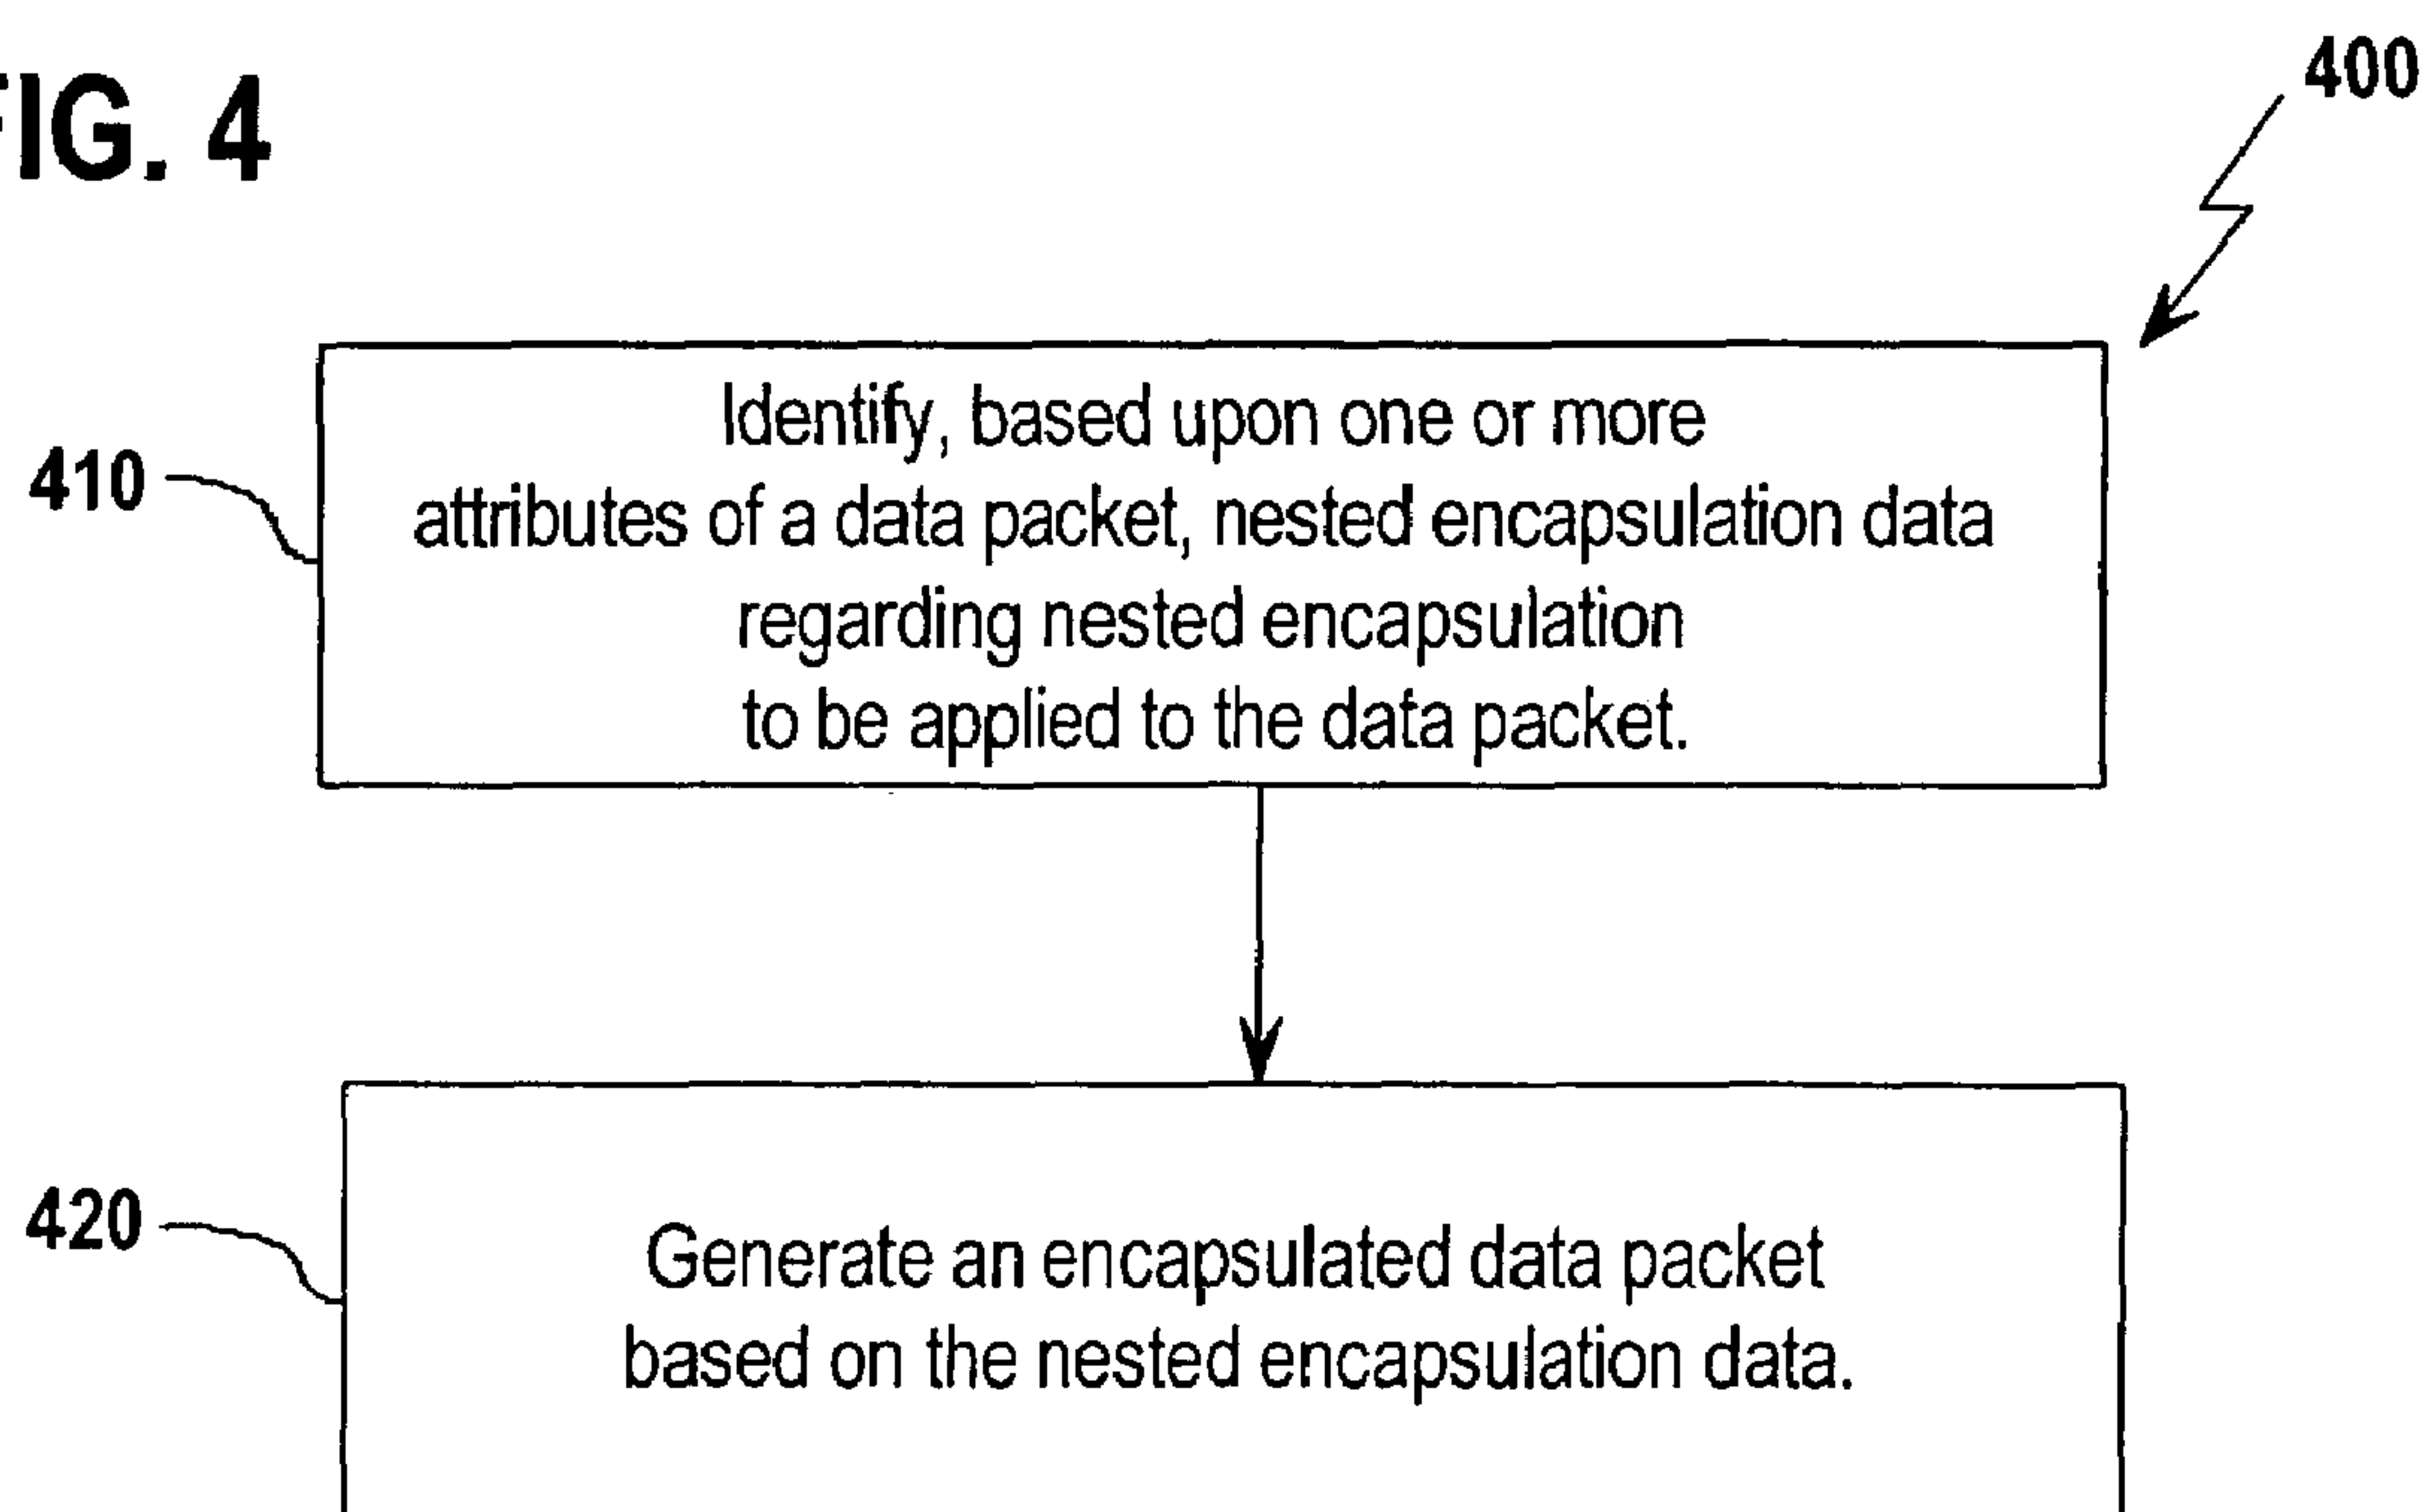 FIG. 4
400
410
Identify, based upon one or more
attributes of a data packet, nested encapsulation data
regarding nested encapsulation
to be applied to the data packet.
420
Generate an encapsulated data packet
based on the nested encapsulation data.